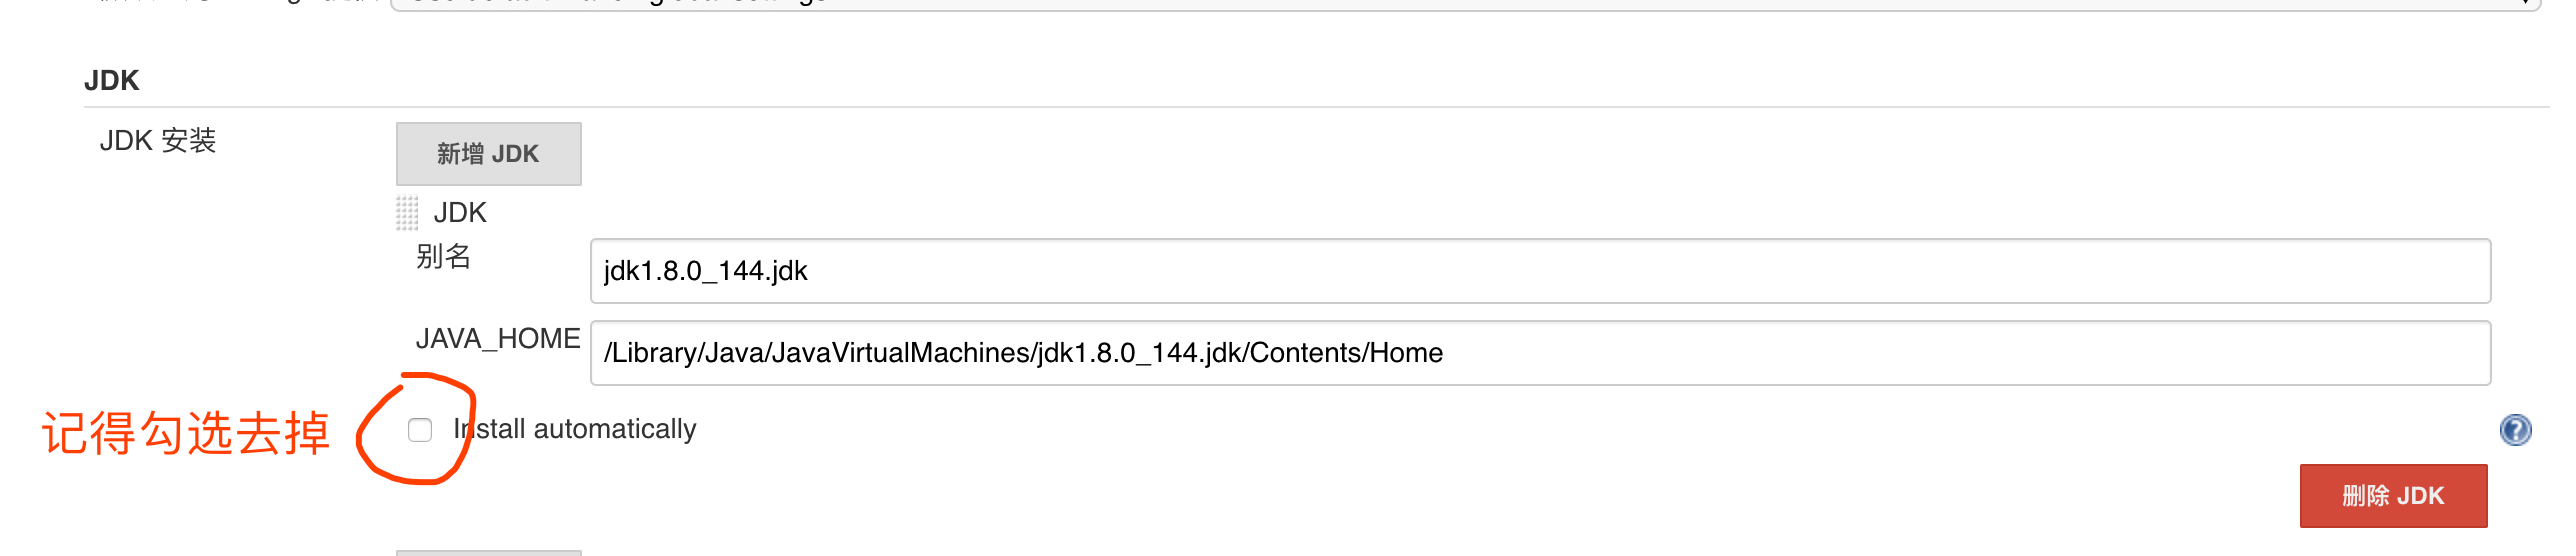 JDK
JDK 安装
新增 JDK
JDK
别名
jdk1.8.0_144.jdk
JAVA_HOME
/Library/Java/JavaVirtualMachines/jdk1.8.0_144.jdk/Contents/Home
记得勾选去掉
Install automatically
删除 JDK